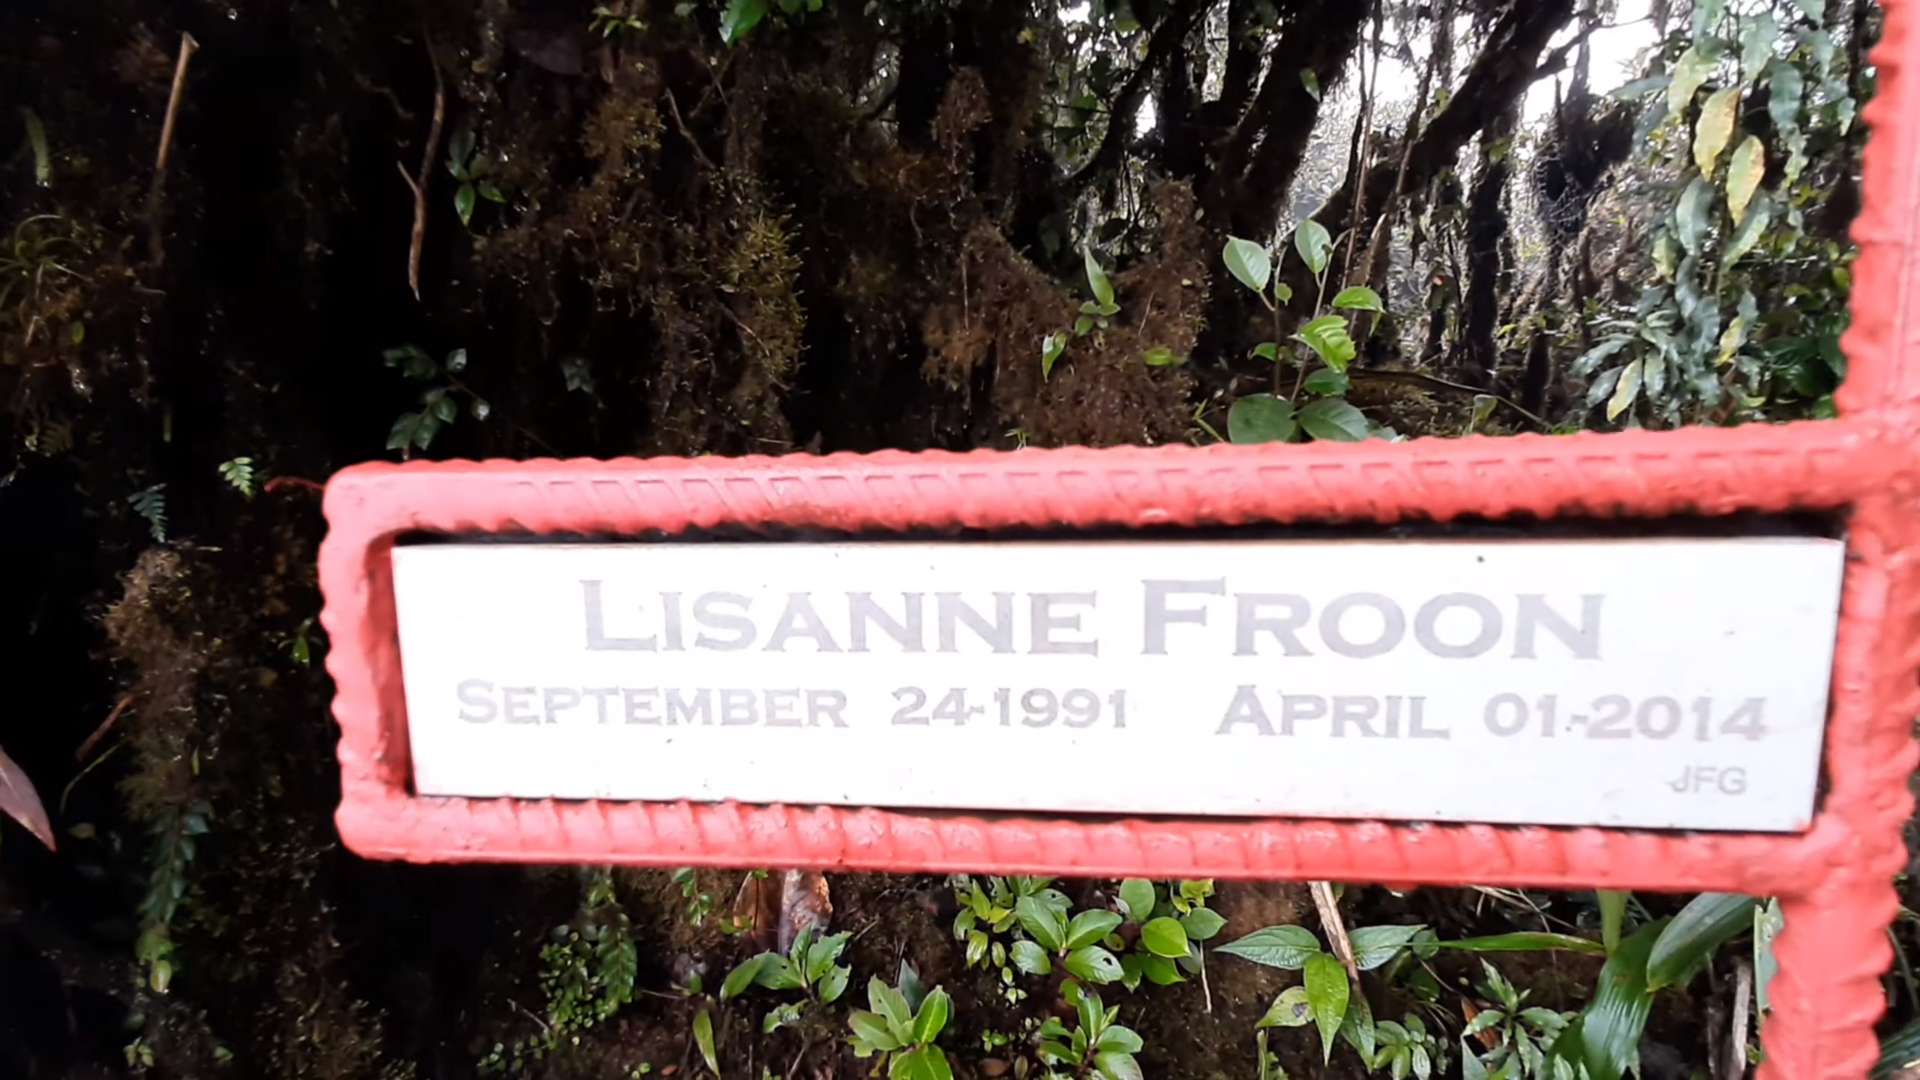 LISANNE FROON
SEPTEMBER 24-1991 APRIL 01-2014
JFG